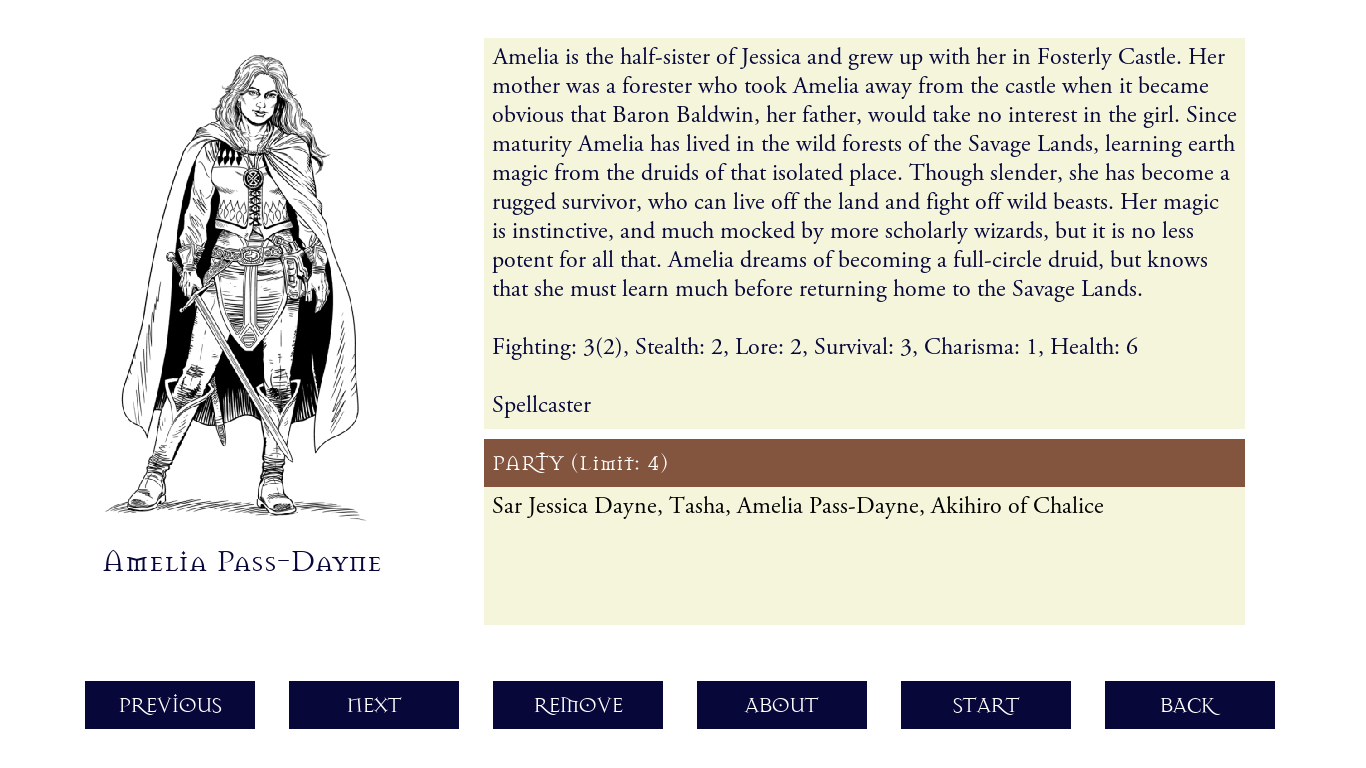 Amelia is the half-sister of Jessica and grew up with her in Fosterly Castle. Her
mother was a forester who took Amelia away from the castle when it became
obvious that Baron Baldwin, her father, would take no interest in the girl. Since
maturity Amelia has lived in the wild forests of the Savage Lands, learning earth
magic from the druids of that isolated place. Though slender, she has become a
rugged survivor, who can live off the land and fight off wild beasts. Her magic
is instinctive, and much mocked by more scholarly wizards, but it is no less
potent for all that. Amelia dreams of becoming a full-circle druid, but knows
that she must learn much before returning home to the Savage Lands.
Fighting: 3(2), Stealth: 2, Lore: 2, Survival: 3, Charisma: 1, Health: 6
Spellcaster
PARTY (Limit: 4)
Sar Jessica Dayne, Tasha, Amelia Pass-Dayne, Akihiro of Chalice
Amelia Pass-Dayne
PREVIOUS
NEXT
REMOVE
ABOUT
START
BACK